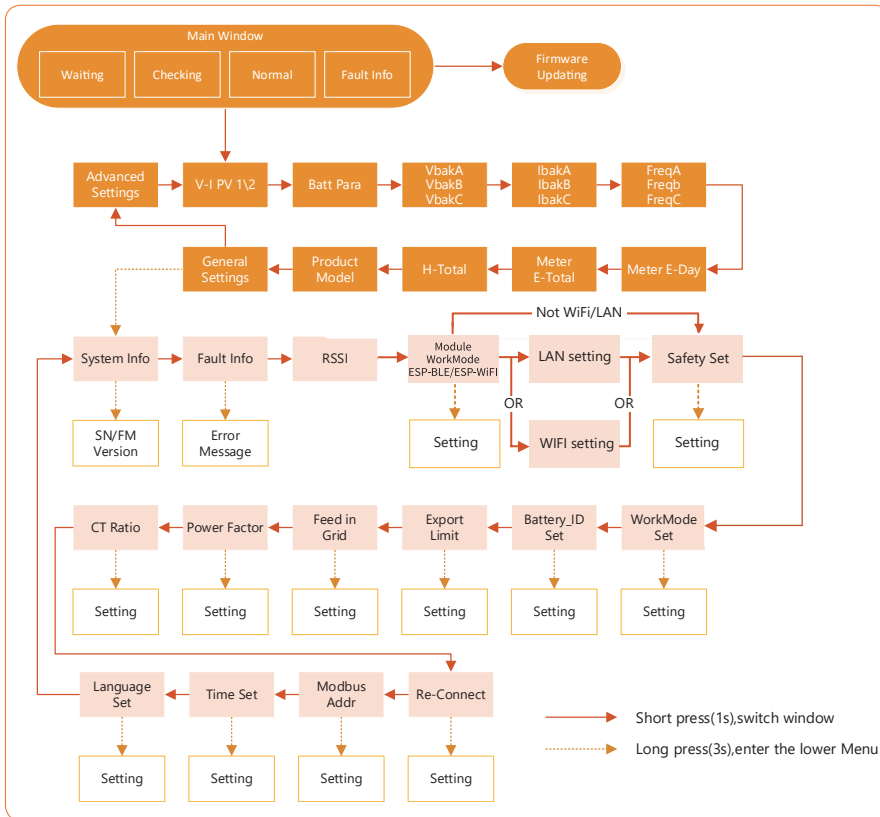 Main Window
Waiting
Checking
Normal
Fault Info
Firmware
Updating
Advanced
Settings
V-I PV 1\2
Batt Para
VbakA
VbakB
VbakC
IbakA
IbakB
IbakC
FreqA
Freqb
FreqC
General
Settings
Product
Model
H-Total
Meter
E-Total
Meter E-Day
Not WiFi/LAN
System Info
Fault Info
RSSI
Module
WorkMode
ESP-BLE/ESP-WiFI
LAN setting
Safety Set
OR
OR
SN/FM
Version
Error
Message
Setting
WIFI setting
Setting
CT Ratio
Power Factor
Feed in
Grid
Export
Limit
Battery_ID
Set
WorkMode
Set
Setting
Setting
Setting
Setting
Setting
Setting
Language
Set
Time Set
Modbus
Addr
Re-Connect
Setting
Setting
Setting
Setting
Short press(1s),switch window
Long press(3s),enter the lower Menu